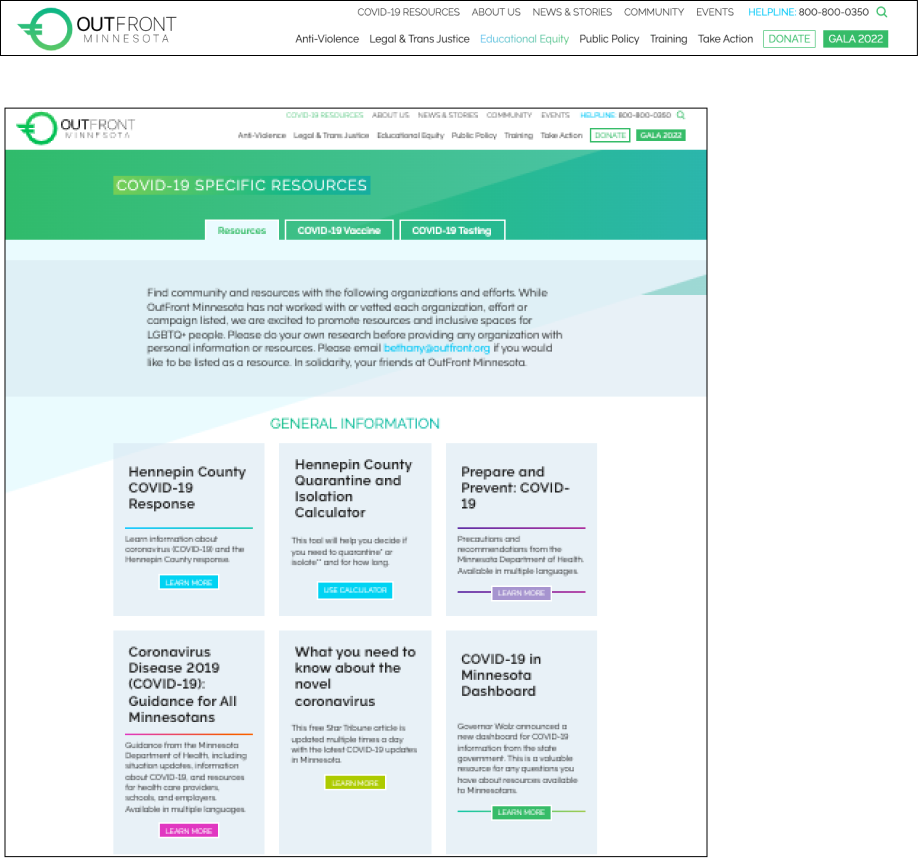 OUTFRONT
MINNESOTA
COVID-19 RESOURCES ABOUT US NEWS & STORIES COMMUNITY EVENTS HELPLINE: 800-800-0350
Anti-Violence Legal & Trans Justice Educational Equity Public Policy Training Take Action DONATE GALA 2022
OUTFRONT
MINNESOTA
COVID-19 RESOURCES ABOUT US NEWS & STORIES COMMUNITY EVENTS HELPLINE: 800-800-0350
Anti-Violence Legal & Trans Justice Educational Equity Public Policy Training Take Action DONATE GALA 2022
COVID-19 SPECIFIC RESOURCES
Resources COVID-19 Vaccine COVID-19 Testing
Find community and resources with the following organizations and efforts. While
OutFront Minnesota has not worked with or vetted each organization, effort or
campaign listed, we are excited to promote resources and inclusive spaces for
LGBTQ+ people. Please do your own research before providing any organization with
personal information or resources. Please email bethany@outfront.org if you would
like to be listed as a resource. In solidarity, your friends at OutFront Minnesota.
GENERAL INFORMATION
Hennepin County
COVID-19
Response
Learn information about
coronavirus (COVID-19) and the
Hennepin County response.
LEARN MORE
Hennepin County
Quarantine and
Isolation
Calculator
This tool will help you decide if
you need to quarantine* or
isolate** and for how long.
USE CALCULATOR
Prepare and
Prevent: COVID-
19
Precautions and
recommendations from the
Minnesota Department of Health.
Available in multiple languages.
LEARN MORE
Coronavirus
Disease 2019
(COVID-19):
Guidance for All
Minnesotans
Guidance from the Minnesota
Department of Health, including
situation updates, information
about COVID-19, and resources
for health care providers,
schools, and employers.
Available in multiple languages.
LEARN MORE
What you need to
know about the
novel
coronavirus
This free Star Tribune article is
updated multiple times a day
with the latest COVID-19 updates
in Minnesota.
LEARN MORE
COVID-19 in
Minnesota
Dashboard
Governor Walz announced a
new dashboard for COVID-19
information from the state
government. This is a valuable
resource for any questions you
have about resources available
to Minnesotans.
LEARN MORE